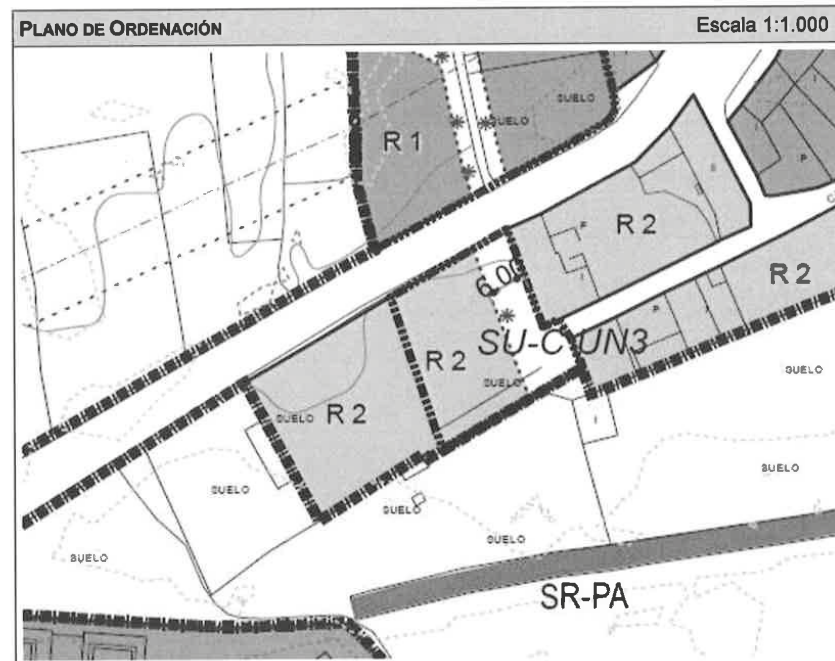 PLANO DE ORDENACIÓN
Escala 1:1.000
SUELO
R 1
SUELO
P
R 2
P
R 2
6.00
SU-C UN3
R 2
P
SUELO
SUELO
R 2
SUELO
SUELO
SUELO
SUELO
SUELO
SUELO
SR-PA